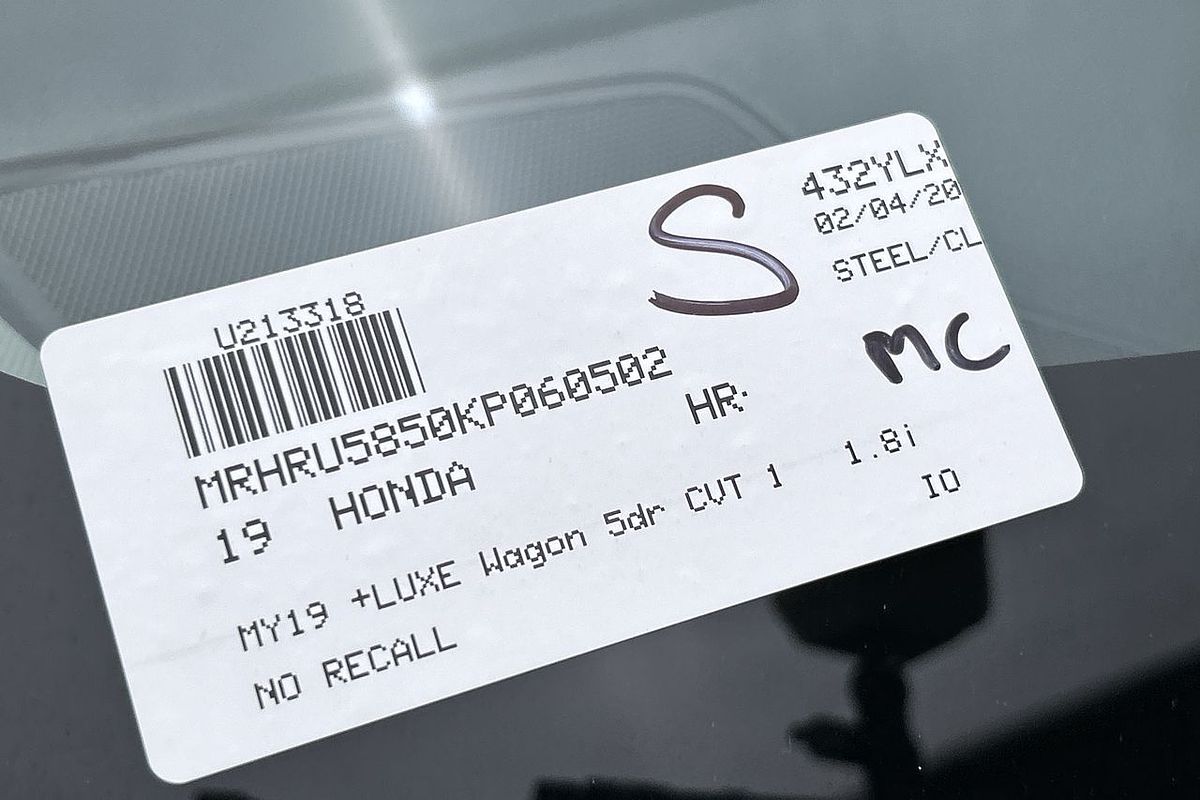 S
432YLX
02/04/20
STEEL/CL
U213318
MC
MRHRU5850KP060502
19 HONDA HR-
MY19 +LUXE Wagon 5dr CVT 1 1.8i
NO RECALL IO